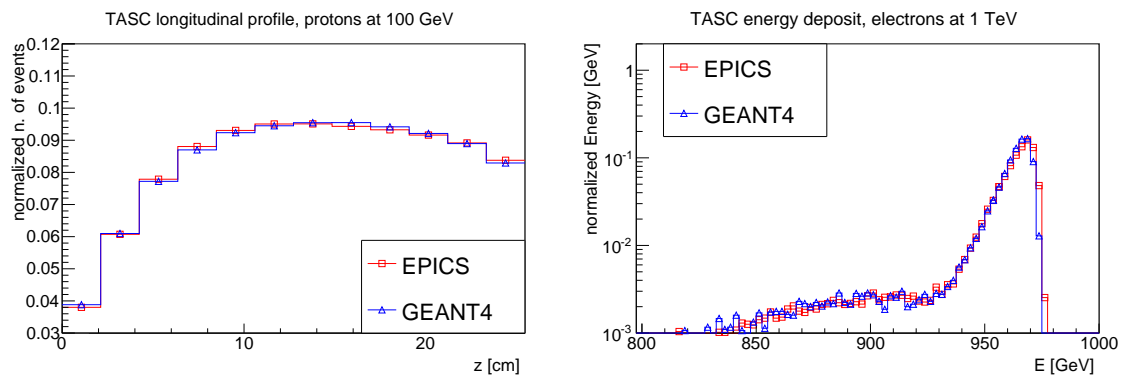 TASC longitudinal profile, protons at 100 GeV
normalized n. of events
0.12
0.11
0.1
0.09
0.08
0.07
0.06
0.05
0.04
0.03
EPICS
GEANT4
0
10
20
z [cm]
TASC energy deposit, electrons at 1 TeV
normalized Energy [GeV]
1
10-1
10-2
10-3
EPICS
GEANT4
800
850
900
950
1000
E [GeV]